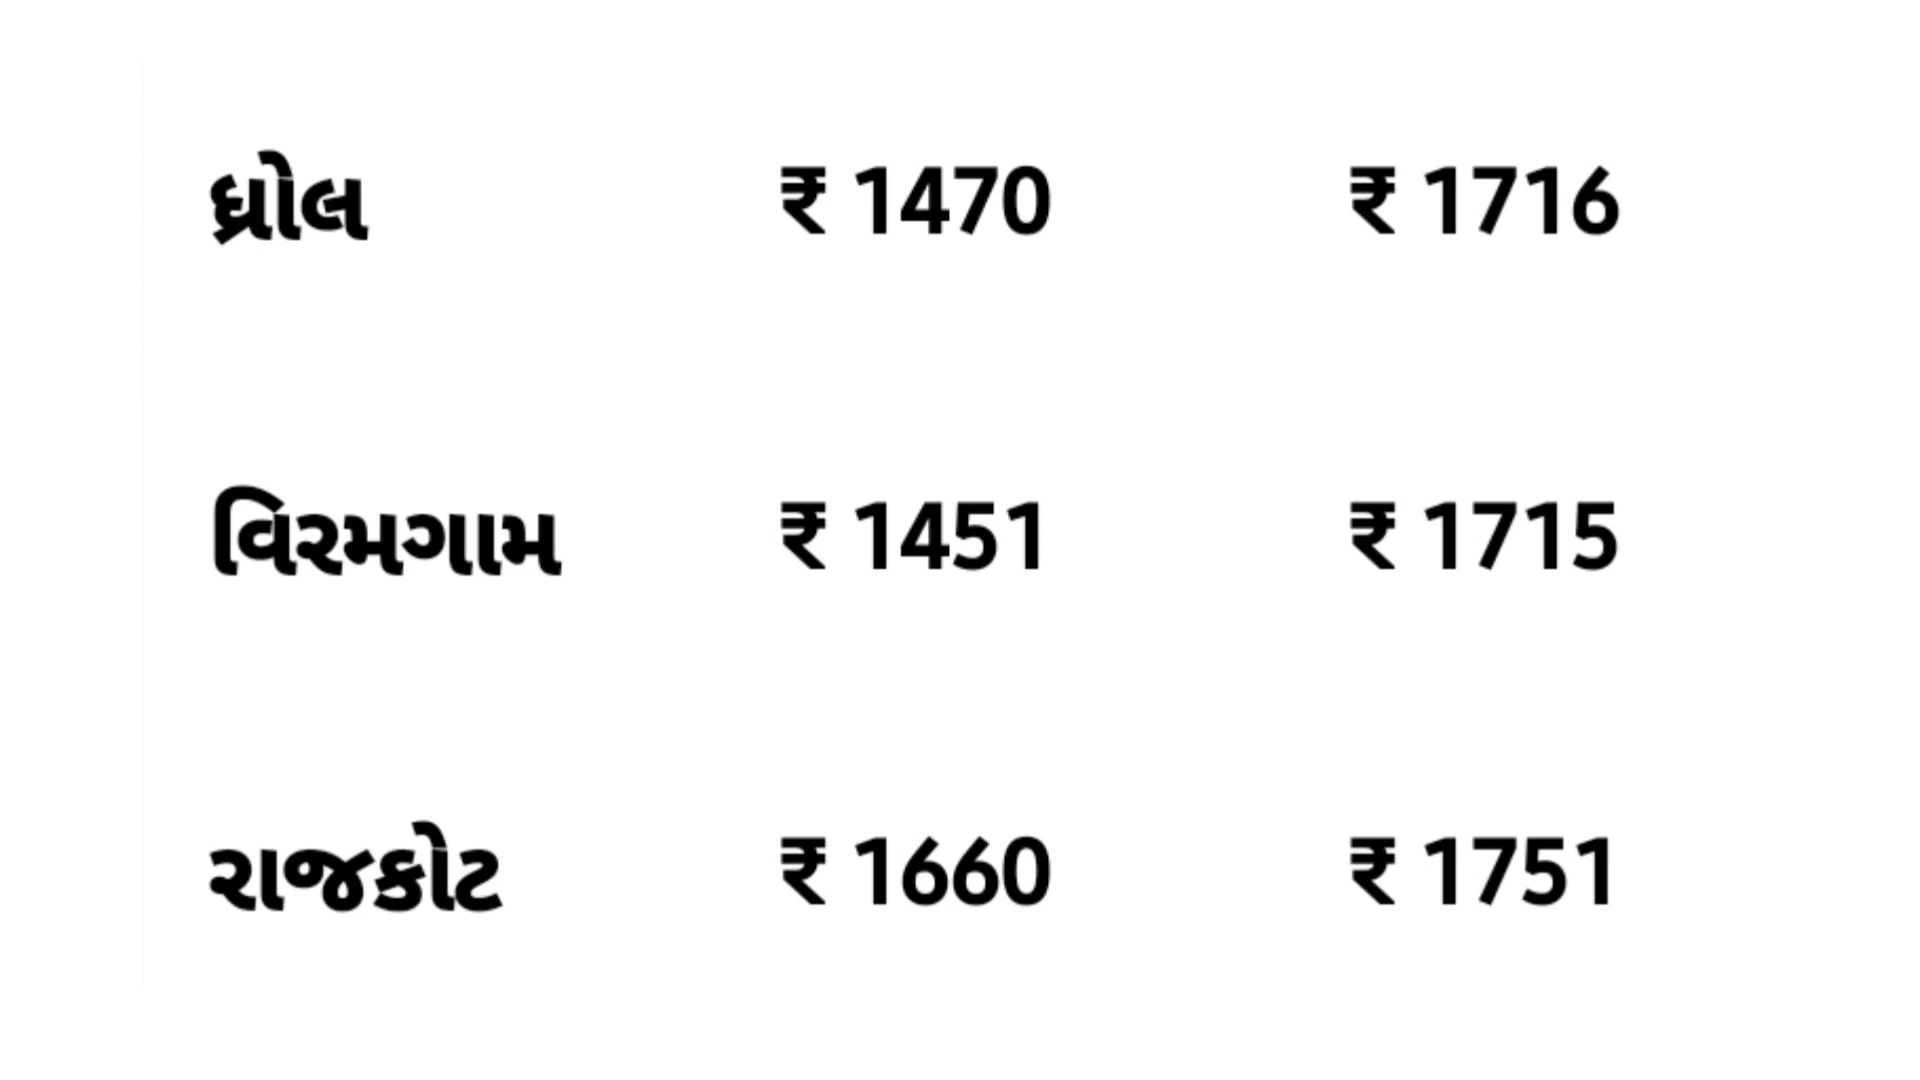 ધ્રોલ ₹ 1470 ₹ 1716
વિરમગામ ₹ 1451 ₹ 1715
રાજકોટ ₹ 1660 ₹ 1751